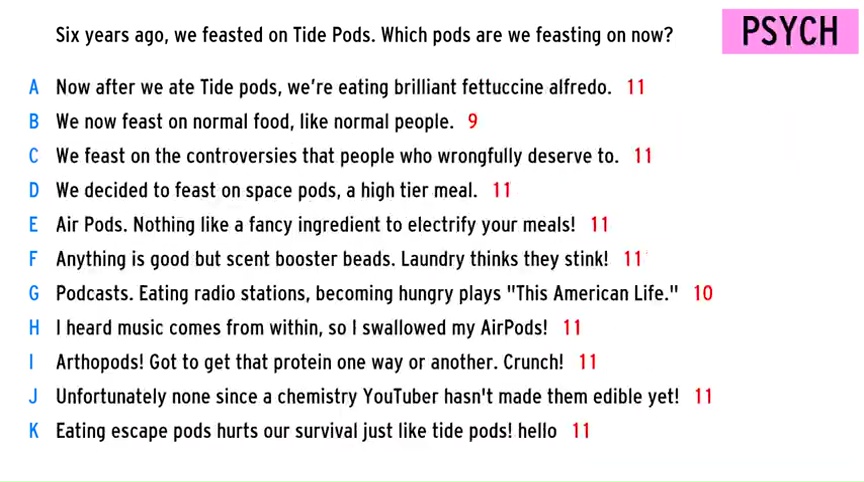 PSYCH
Six years ago, we feasted on Tide Pods. Which pods are we feasting on now?
A Now after we ate Tide pods, we're eating brilliant fettuccine alfredo. 11
B We now feast on normal food, like normal people. 9
C We feast on the controversies that people who wrongfully deserve to. 11
D We decided to feast on space pods, a high tier meal. 11
E Air Pods. Nothing like a fancy ingredient to electrify your meals! 11
F Anything is good but scent booster beads. Laundry thinks they stink! 11
G Podcasts. Eating radio stations, becoming hungry plays "This American Life." 10
H I heard music comes from within, so I swallowed my AirPods! 11
I Arthopods! Got to get that protein one way or another. Crunch! 11
J Unfortunately none since a chemistry YouTuber hasn't made them edible yet! 11
K Eating escape pods hurts our survival just like tide pods! hello 11